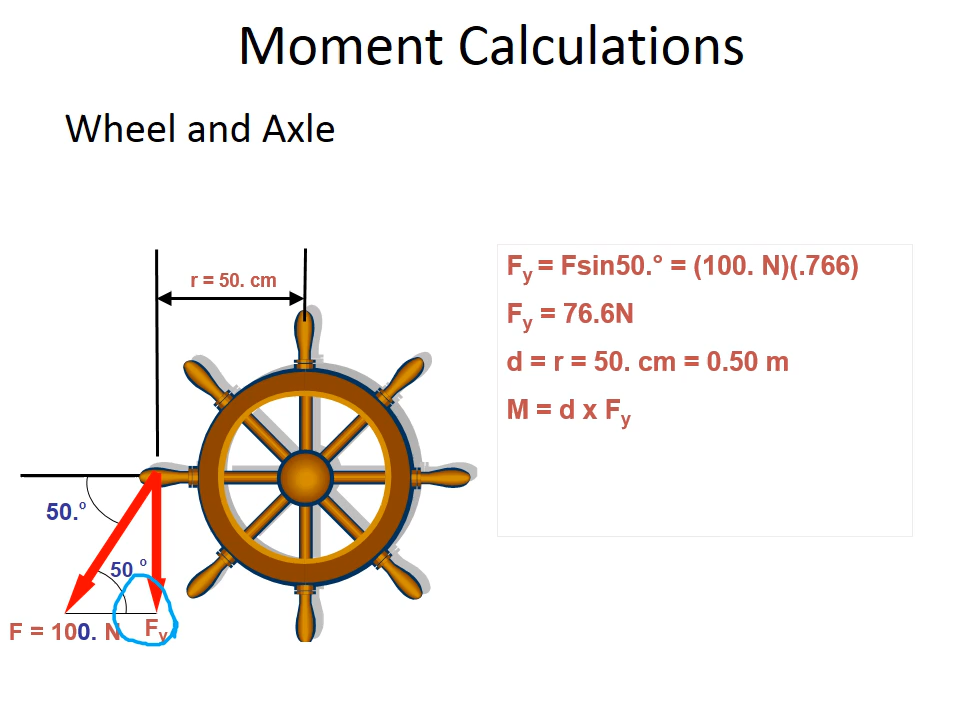 Moment Calculations
Wheel and Axle
r = 50. cm
50.°
50.°
F = 100. N
Fy
Fy = Fsin50.° = (100. N)(.766)
Fy = 76.6N
d = r = 50. cm = 0.50 m
M = d x Fy